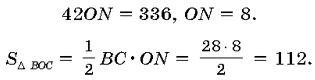 42ON = 336, ON = 8.
S△ BOC = 1/2 BC · ON = 28 · 8/2 = 112.